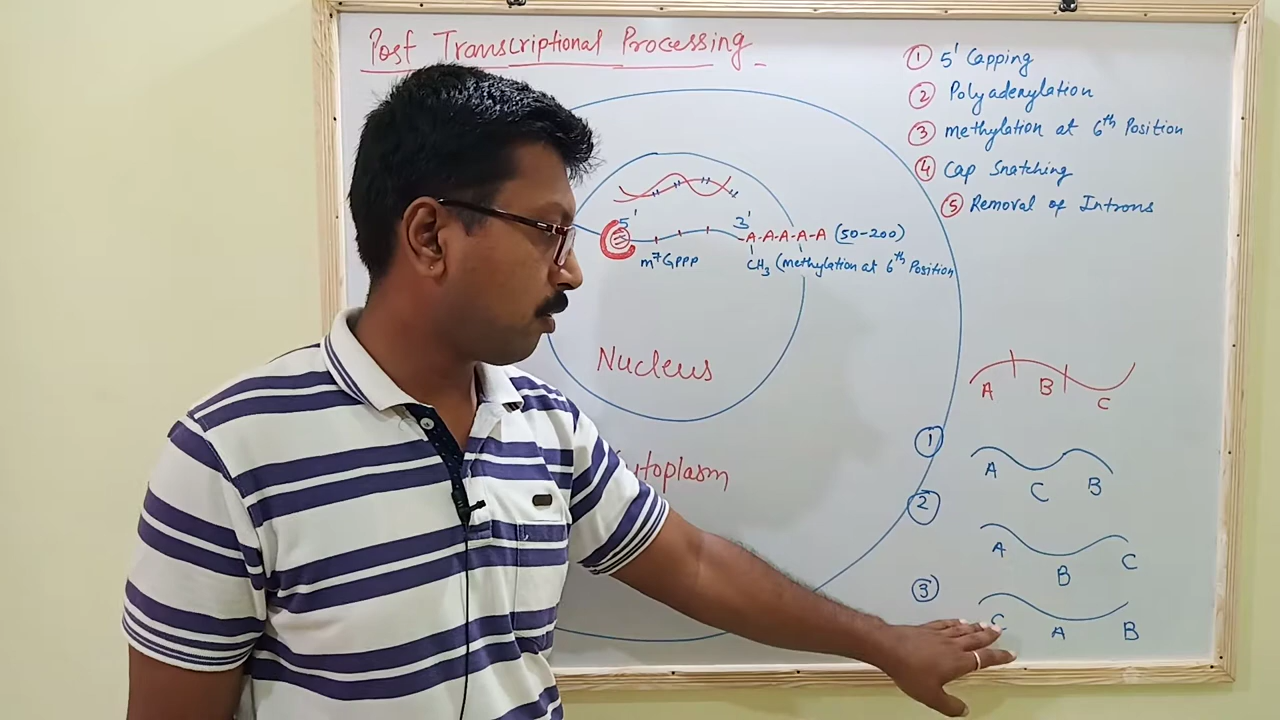 Post Transcriptional Processing
① 5' Capping
② Polyadenylation
③ methylation at 6th Position
④ Cap Snatching
⑤ Removal of Introns
5' 3'
A-A-A-A-A (50-200)
m7Gppp
CH3 (methylation at 6th Position
Nucleus
A B C
①
A C B
②
A B C
③
C A B